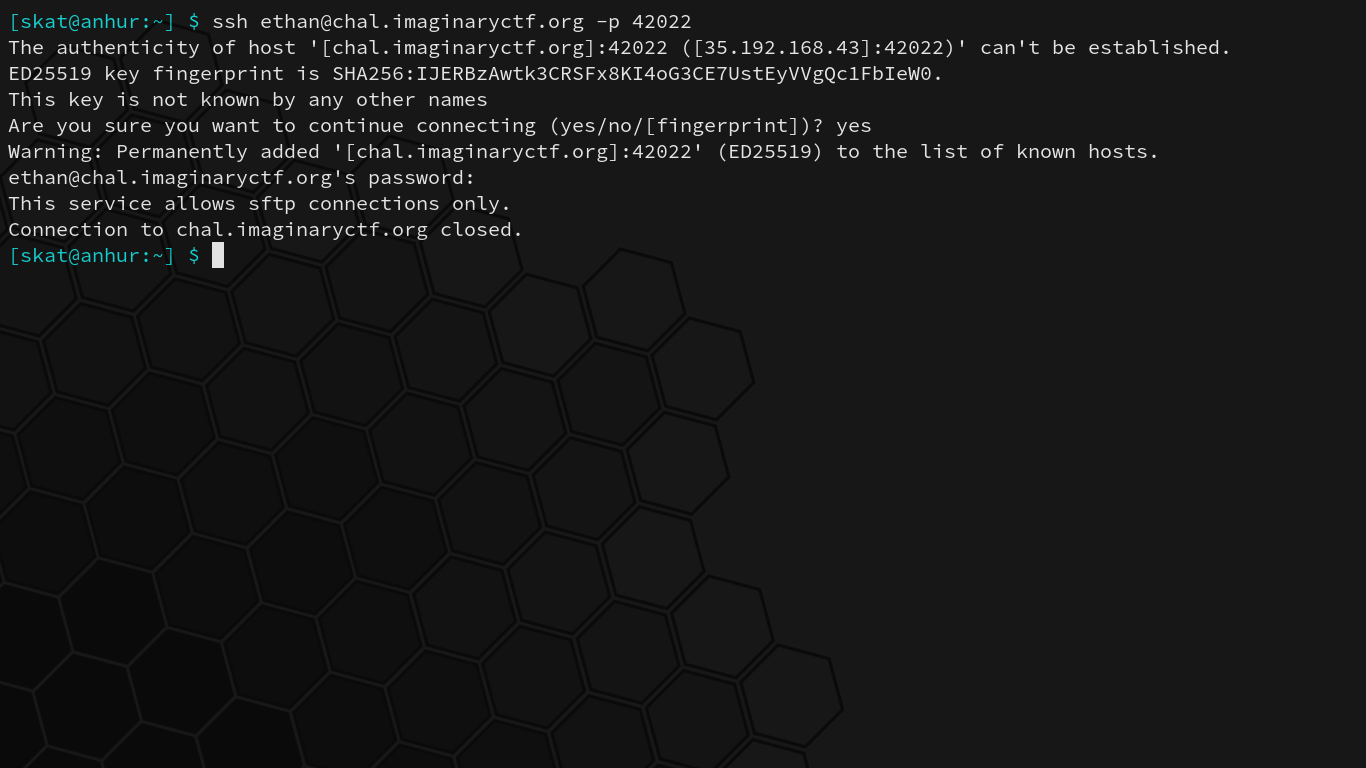 [skat@anhur:~] $ ssh ethan@chal.imaginaryctf.org -p 42022
The authenticity of host '[chal.imaginaryctf.org]:42022 ([35.192.168.43]:42022)' can't be established.
ED25519 key fingerprint is SHA256:IJERBzAwtk3CRSFx8KI4oG3CE7UstEyVVgQc1FbIeW0.
This key is not known by any other names
Are you sure you want to continue connecting (yes/no/[fingerprint])? yes
Warning: Permanently added '[chal.imaginaryctf.org]:42022' (ED25519) to the list of known hosts.
ethan@chal.imaginaryctf.org's password:
This service allows sftp connections only.
Connection to chal.imaginaryctf.org closed.
[skat@anhur:~] $